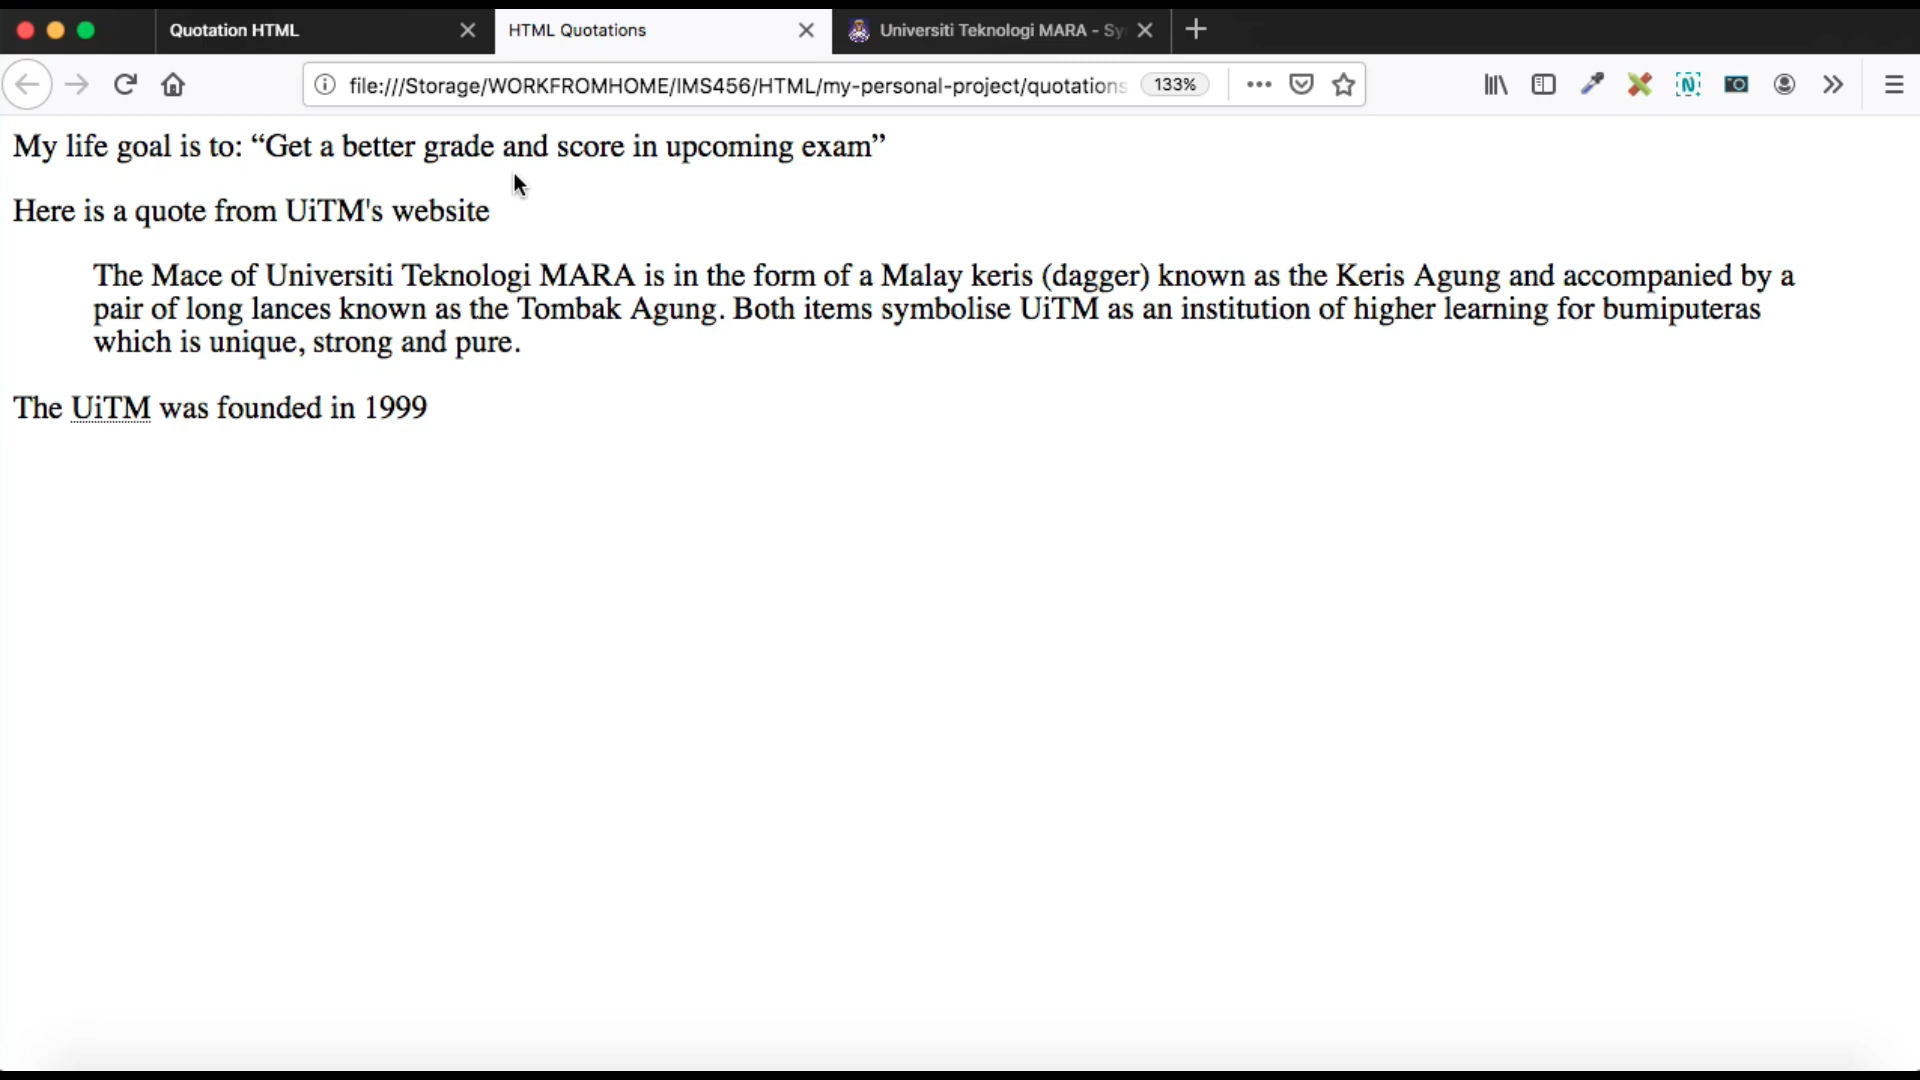 Quotation HTML
HTML Quotations
Universiti Teknologi MARA - Sy
file:///Storage/WORKFROMHOME/IMS456/HTML/my-personal-project/quotations
133%
My life goal is to: “Get a better grade and score in upcoming exam”
Here is a quote from UiTM's website
The Mace of Universiti Teknologi MARA is in the form of a Malay keris (dagger) known as the Keris Agung and accompanied by a
pair of long lances known as the Tombak Agung. Both items symbolise UiTM as an institution of higher learning for bumiputeras
which is unique, strong and pure.
The UiTM was founded in 1999